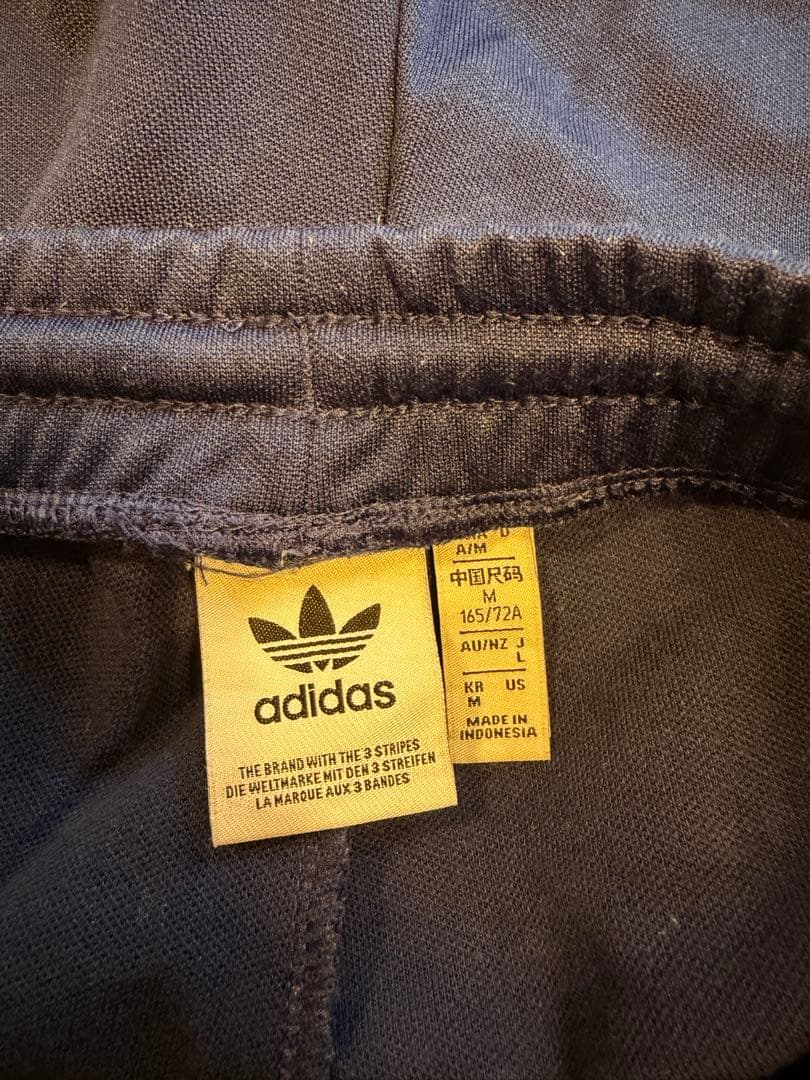 adidas
THE BRAND WITH THE 3 STRIPES
DIE WELTMARKE MIT DEN 3 STREIFEN
LA MARQUE AUX 3 BANDES
A/M
中国尺码
M
165/72A
AU/NZ J
L
KR US
M
MADE IN
INDONESIA